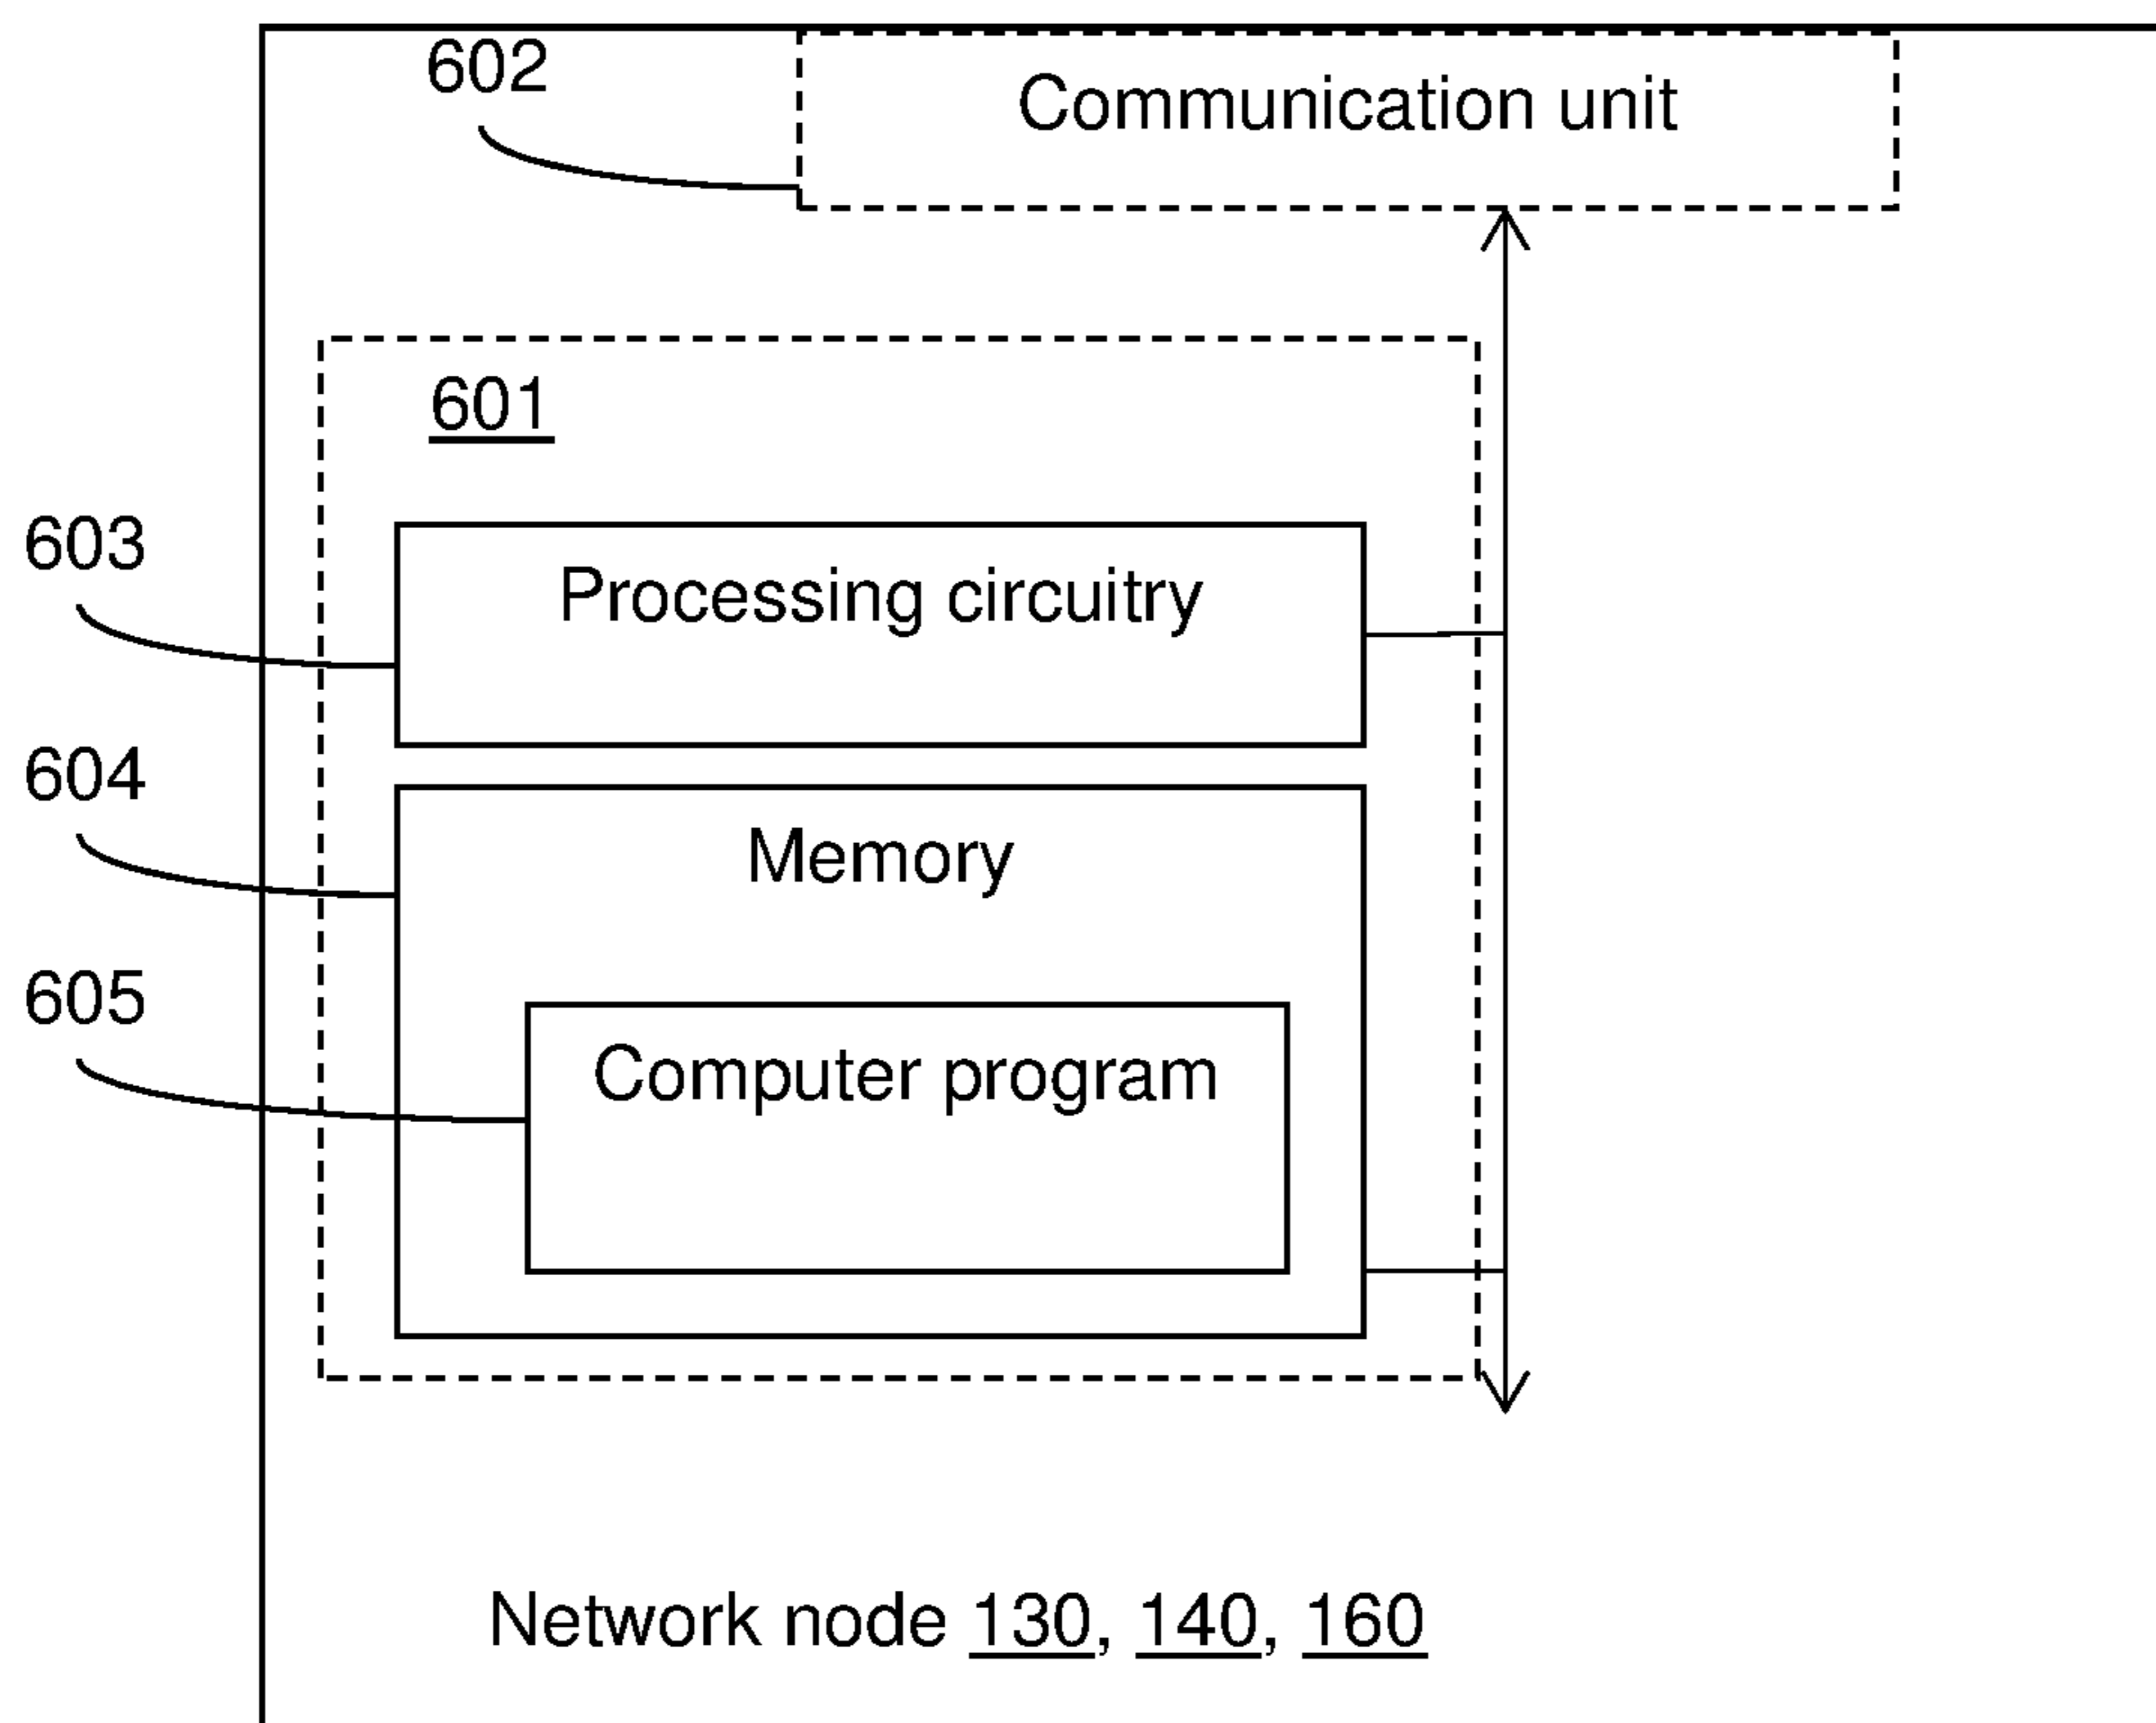 602
Communication unit
601
603
Processing circuitry
604
Memory
605
Computer program
Network node 130, 140, 160